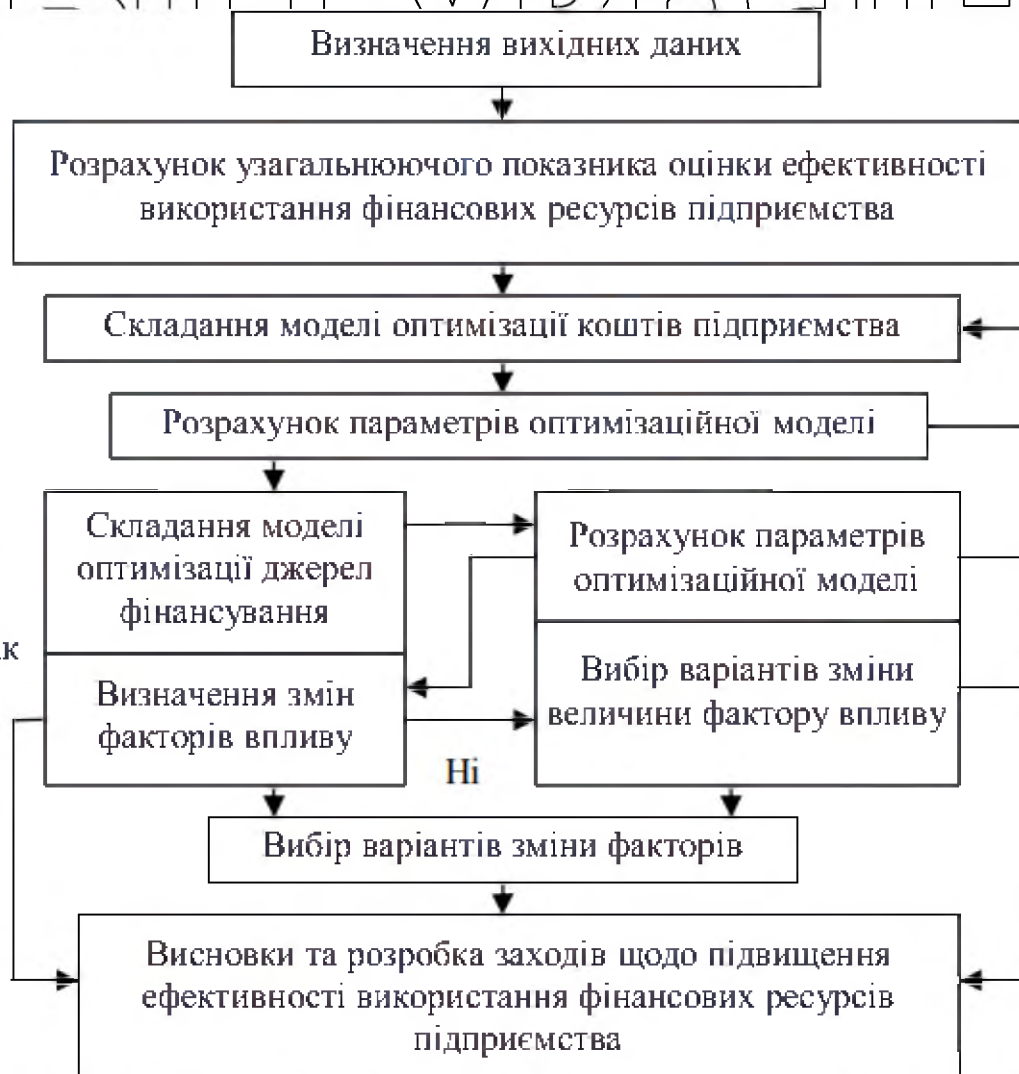 Визначення вихідних даних
Розрахунок узагальнюючого показника оцінки ефективності
використання фінансових ресурсів підприємства
Складання моделі оптимізації коштів підприємства
Розрахунок параметрів оптимізаційної моделі
Складання моделі
оптимізації джерел
фінансування
Розрахунок параметрів
оптимізаційної моделі
Визначення змін
факторів впливу
Вибір варіантів зміни
величини фактору впливу
Ні
Вибір варіантів зміни факторів
Висновки та розробка заходів щодо підвищення
ефективності використання фінансових ресурсів
підприємства